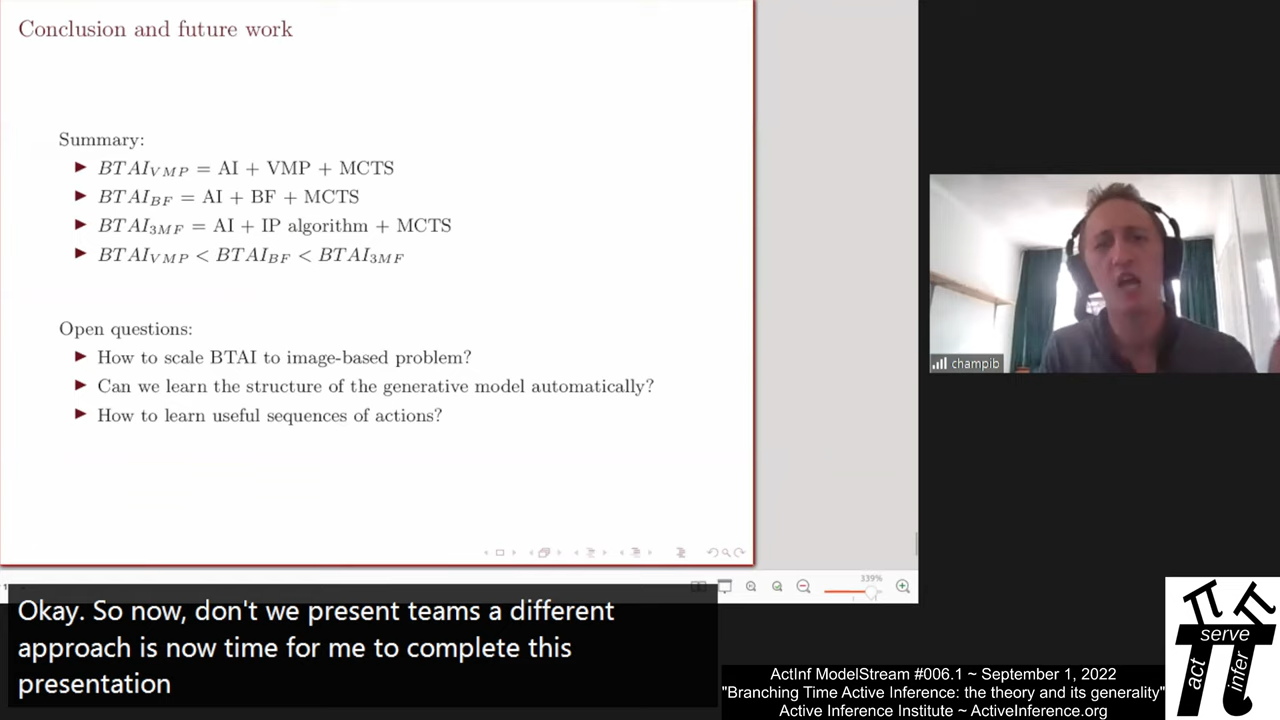 Conclusion and future work
Summary:
BTAI_VMP = AI + VMP + MCTS
BTAI_BF = AI + BF + MCTS
BTAI_3MF = AI + IP algorithm + MCTS
BTAI_VMP < BTAI_BF < BTAI_3MF
Open questions:
How to scale BTAI to image-based problem?
Can we learn the structure of the generative model automatically?
How to learn useful sequences of actions?
339%
champib
Okay. So now, don't we present teams a different
approach is now time for me to complete this
presentation
ActInf ModelStream #006.1 ~ September 1, 2022
"Branching Time Active Inference: the theory and its generality"
Active Inference Institute ~ ActiveInference.org
serve
act
infer